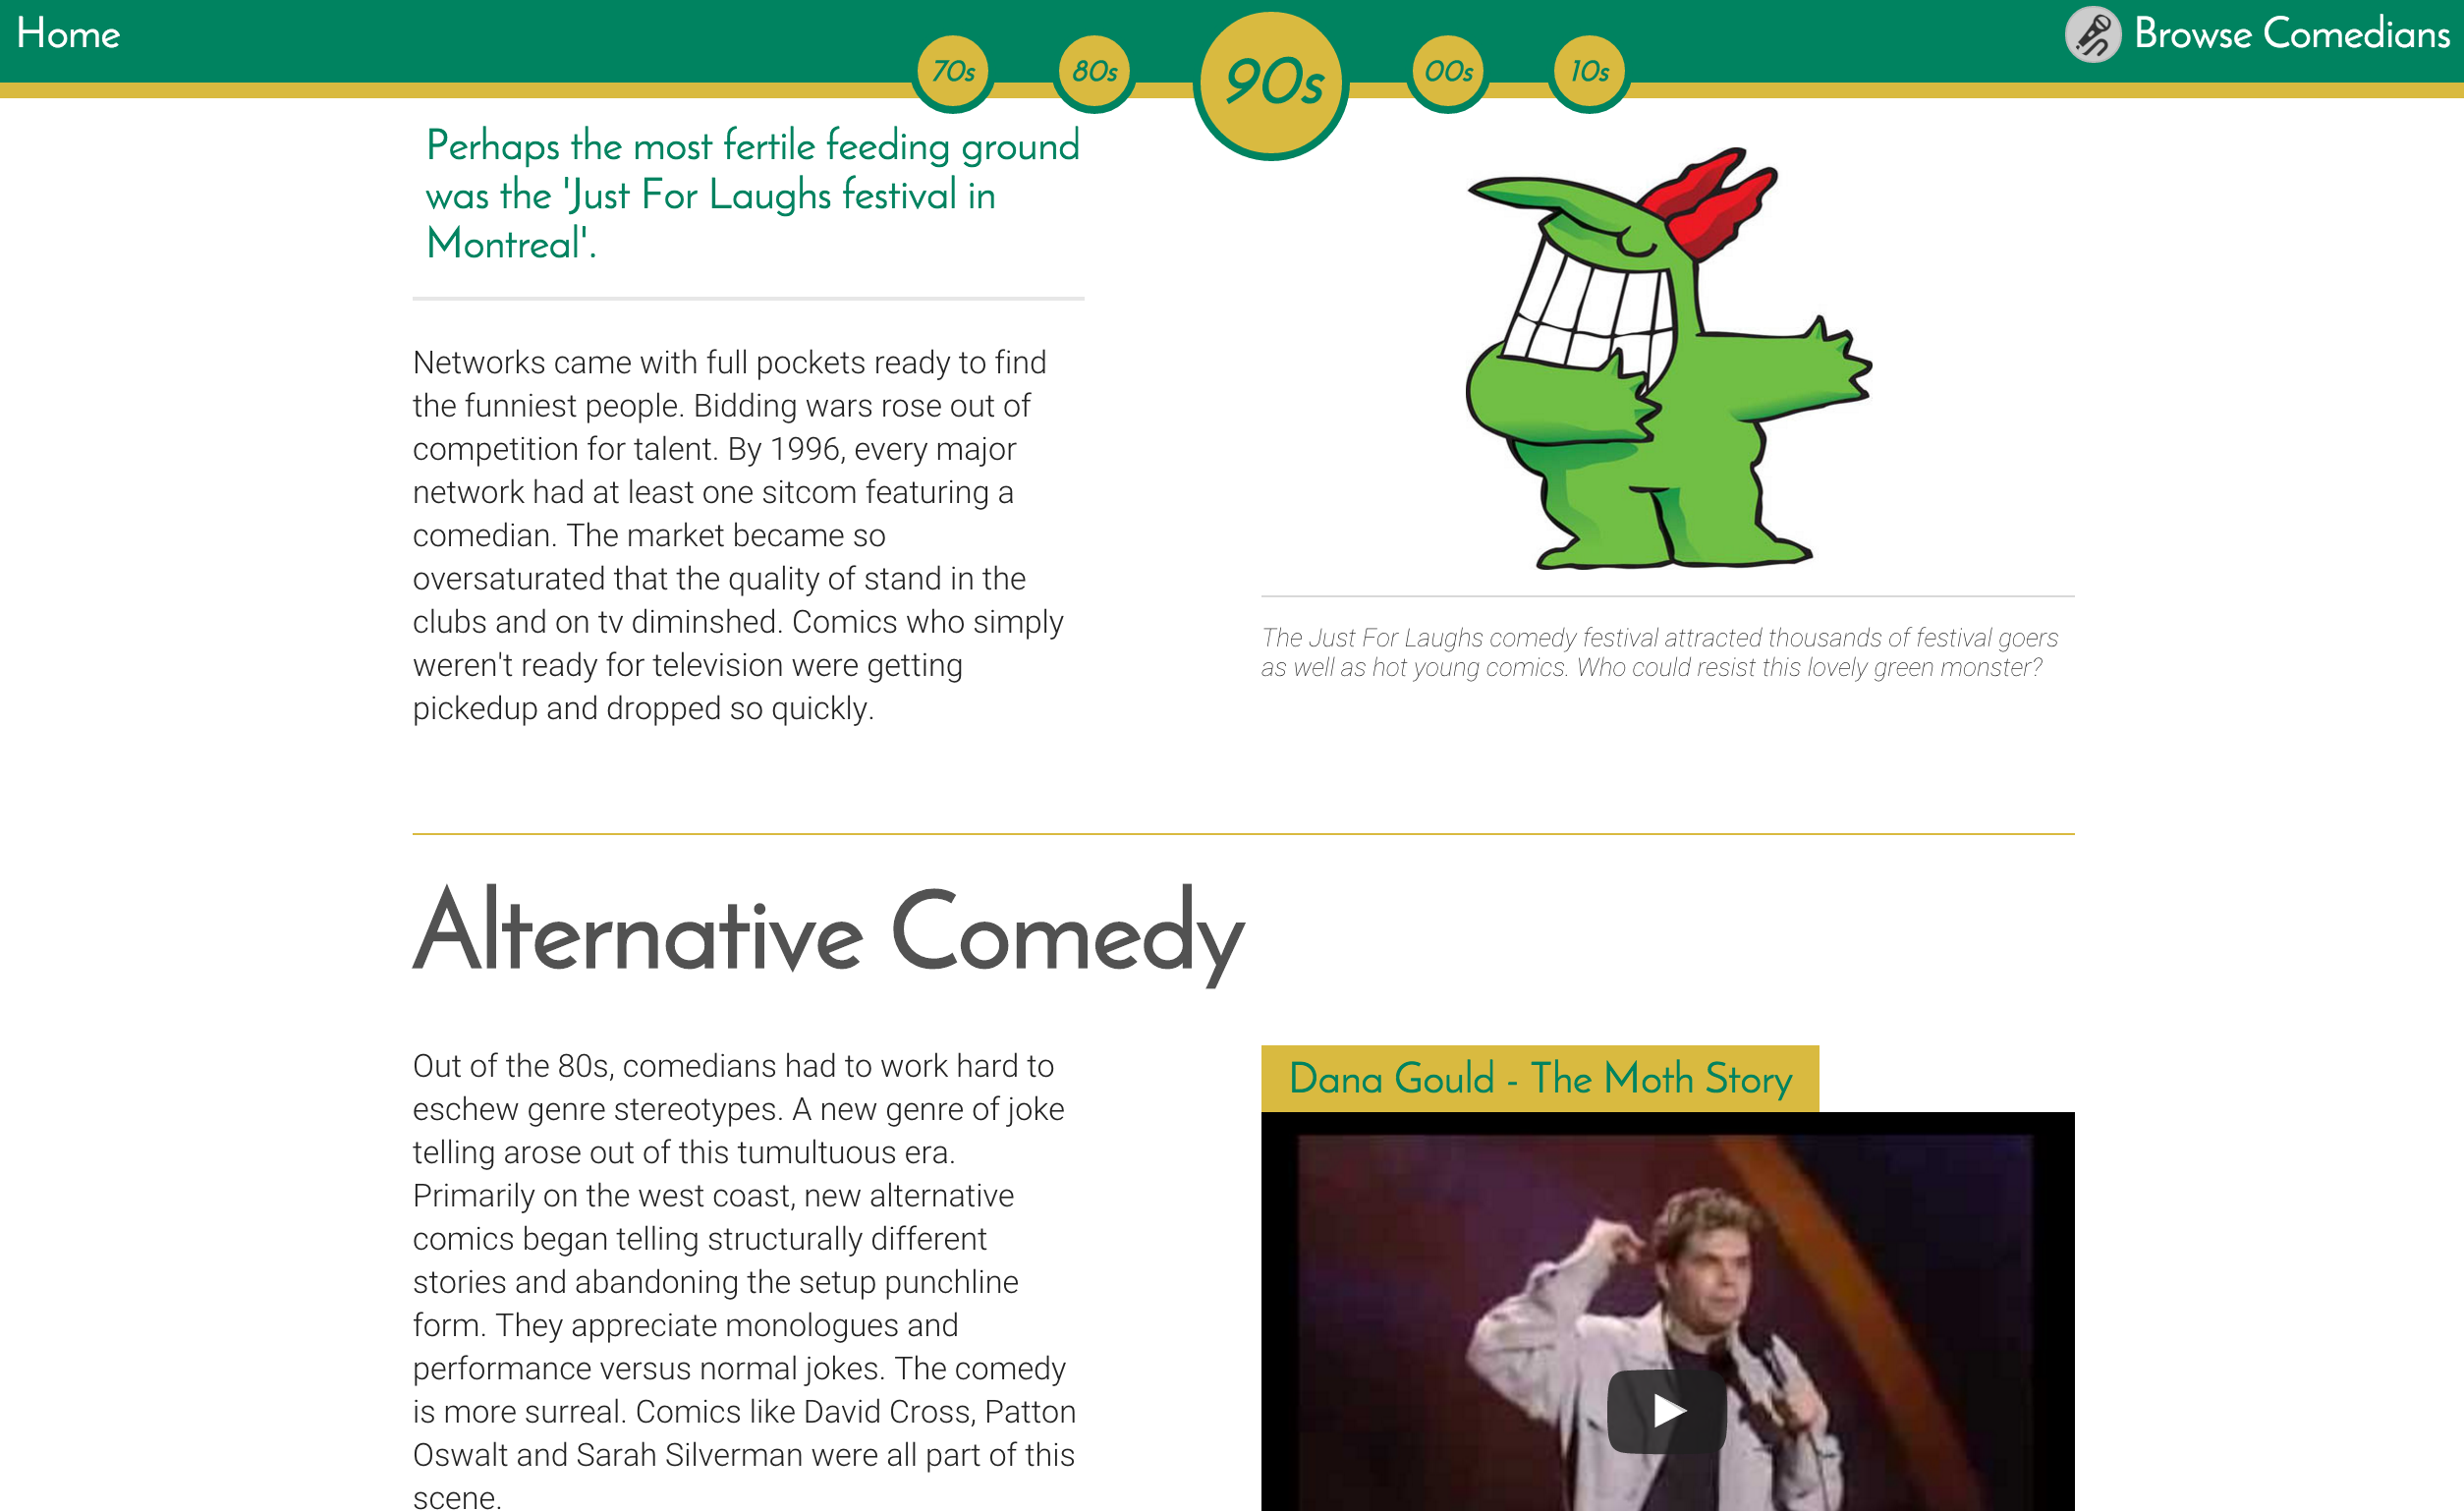 Home
70s
80s
90s
00s
10s
Browse Comedians
Perhaps the most fertile feeding ground
was the 'Just For Laughs festival in
Montreal'.
Networks came with full pockets ready to find
the funniest people. Bidding wars rose out of
competition for talent. By 1996, every major
network had at least one sitcom featuring a
comedian. The market became so
oversaturated that the quality of stand in the
clubs and on tv diminshed. Comics who simply
weren't ready for television were getting
pickedup and dropped so quickly.
The Just For Laughs comedy festival attracted thousands of festival goers
as well as hot young comics. Who could resist this lovely green monster?
Alternative Comedy
Out of the 80s, comedians had to work hard to
eschew genre stereotypes. A new genre of joke
telling arose out of this tumultuous era.
Primarily on the west coast, new alternative
comics began telling structurally different
stories and abandoning the setup punchline
form. They appreciate monologues and
performance versus normal jokes. The comedy
is more surreal. Comics like David Cross, Patton
Oswalt and Sarah Silverman were all part of this
scene.
Dana Gould - The Moth Story